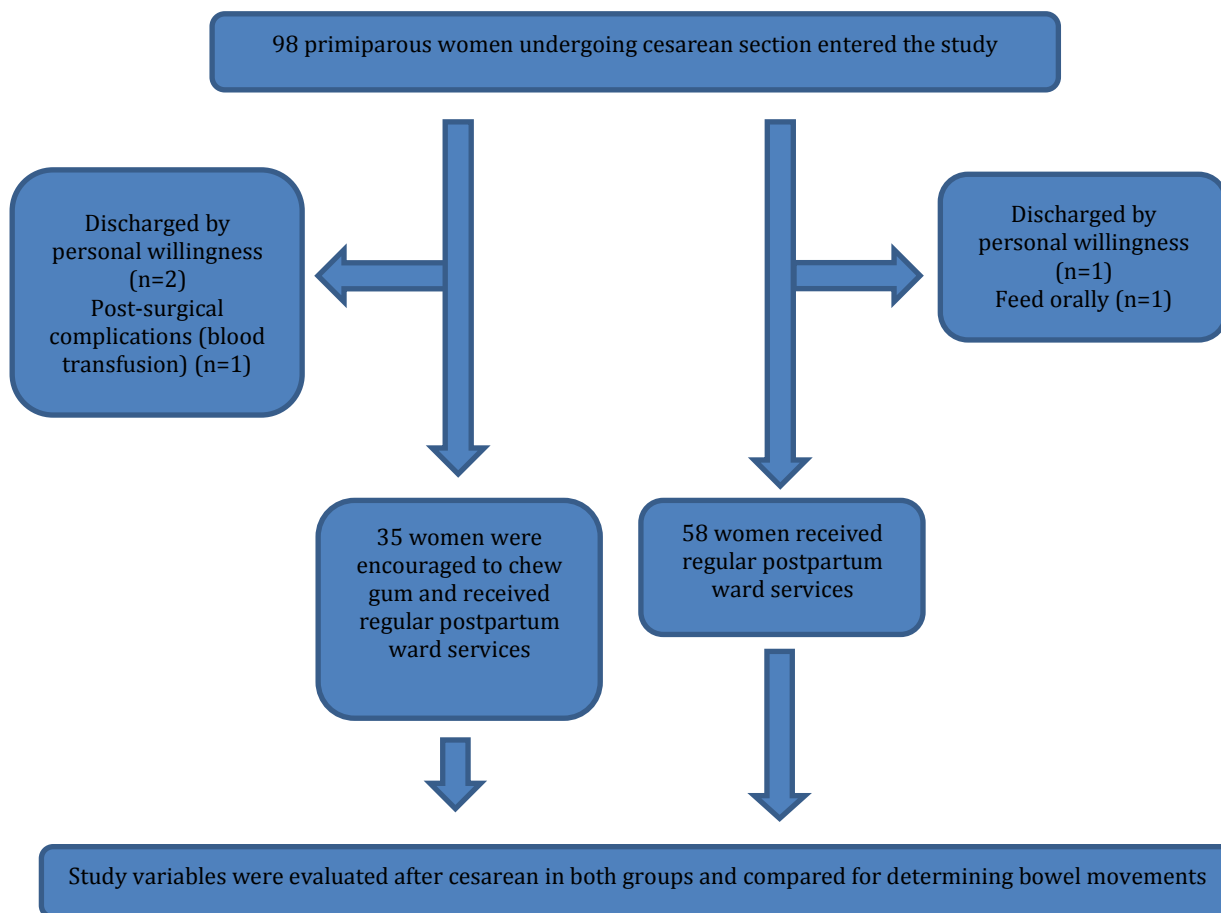 98 primiparous women undergoing cesarean section entered the study
Discharged by
personal willingness
(n=2)
Post-surgical
complications (blood
transfusion) (n=1)
Discharged by
personal willingness
(n=1)
Feed orally (n=1)
35 women were
encouraged to chew
gum and received
regular postpartum
ward services
58 women received
regular postpartum
ward services
Study variables were evaluated after cesarean in both groups and compared for determining bowel movements